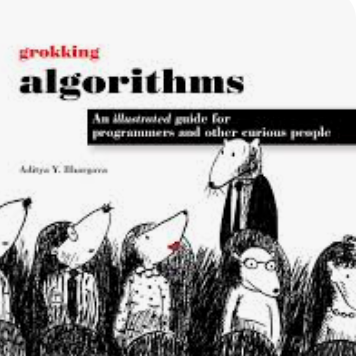 grokking
algorithms
An illustrated guide for
programmers and other curious people
Aditya Y. Bhargava